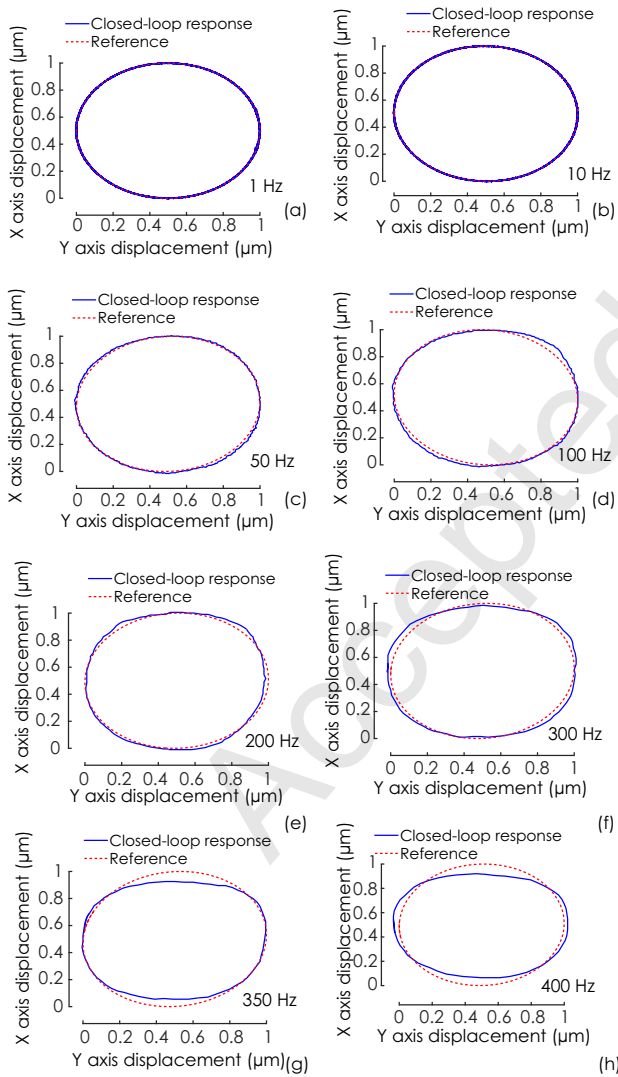 Closed-loop response
Reference
X axis displacement (µm)
1
0.8
0.6
0.4
0.2
0
1 Hz
0 0.2 0.4 0.6 0.8 1
Y axis displacement (µm)
(a)
Closed-loop response
Reference
X axis displacement (µm)
1
0.8
0.6
0.4
0.2
0
10 Hz
0 0.2 0.4 0.6 0.8 1
Y axis displacement (µm)
(b)
Closed-loop response
Reference
X axis displacement (µm)
1
0.8
0.6
0.4
0.2
0
50 Hz
0 0.2 0.4 0.6 0.8 1
Y axis displacement (µm)
(c)
Closed-loop response
Reference
X axis displacement (µm)
1
0.8
0.6
0.4
0.2
0
100 Hz
0 0.2 0.4 0.6 0.8 1
Y axis displacement (µm)
(d)
Closed-loop response
Reference
X axis displacement (µm)
1
0.8
0.6
0.4
0.2
0
200 Hz
0 0.2 0.4 0.6 0.8 1
Y axis displacement (µm)
(e)
Closed-loop response
Reference
X axis displacement (µm)
1
0.8
0.6
0.4
0.2
0
300 Hz
0 0.2 0.4 0.6 0.8 1
Y axis displacement (µm)
(f)
Closed-loop response
Reference
X axis displacement (µm)
1
0.8
0.6
0.4
0.2
0
350 Hz
0 0.2 0.4 0.6 0.8 1
Y axis displacement (µm)
(g)
Closed-loop response
Reference
X axis displacement (µm)
1
0.8
0.6
0.4
0.2
0
400 Hz
0 0.2 0.4 0.6 0.8 1
Y axis displacement (µm)
(h)
Accepted